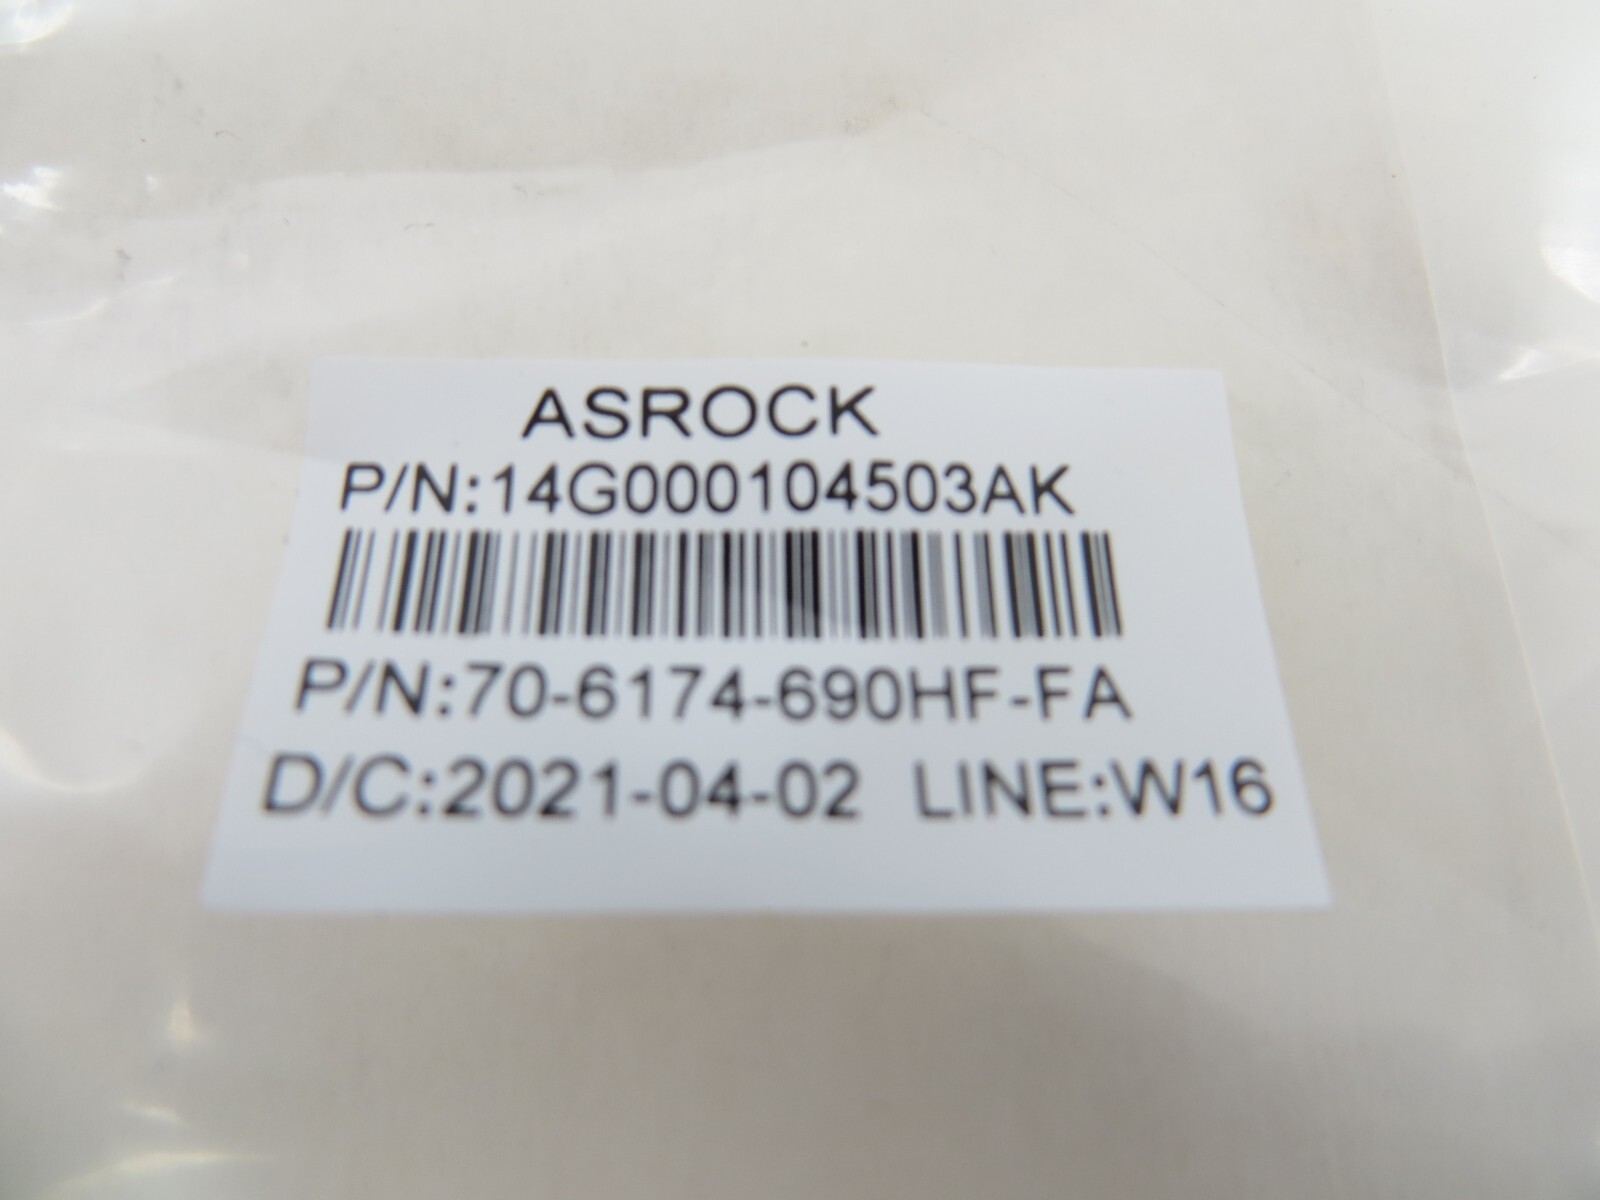 ASROCK
P/N:14G000104503AK
P/N:70-6174-690HF-FA
D/C:2021-04-02 LINE:W16